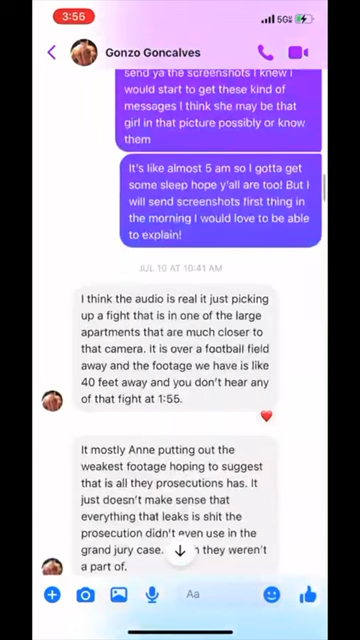 3:55
5G
Gonzo Goncalves
send ya the screenshots I knew I
would start to get these kind of
messages I think she may be that
girl in that picture possibly or know
them
It's like almost 5 am so I gotta get
some sleep hope y'all are too! But I
will send screenshots first thing in
the morning I would love to be able
to explain!
JUL 10 AT 10:41 AM
I think the audio is real it just picking
up a fight that is in one of the large
apartments that are much closer to
that camera. It is over a football field
away and the footage we have is like
40 feet away and you don't hear any
of that fight at 1:55.
It mostly Anne putting out the
weakest footage hoping to suggest
that is all they prosecutions has. It
just doesn't make sense that
everything that leaks is shit the
prosecution didn't even use in the
grand jury case. they weren't
a part of.
Aa